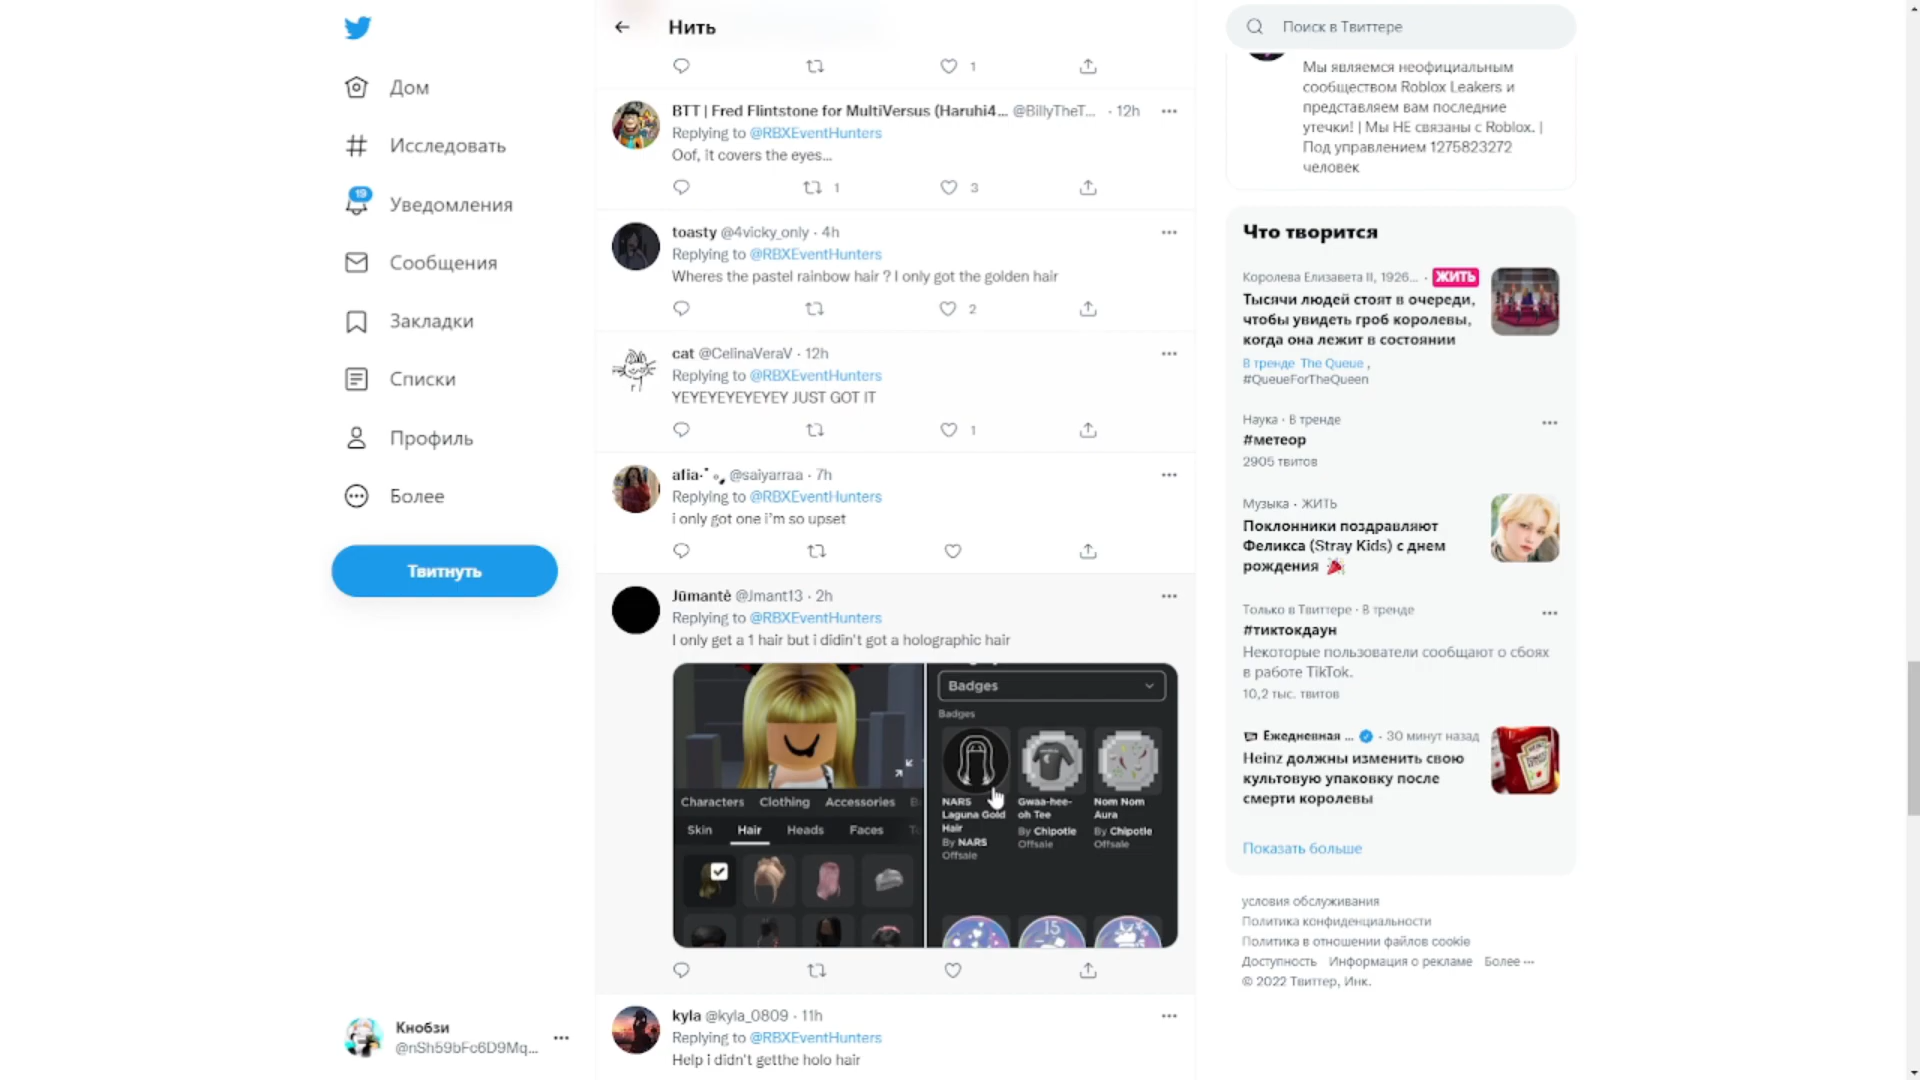 Нить
Дом
Исследовать
19
Уведомления
Сообщения
Закладки
Списки
Профиль
Более
Твитнуть
Кнобзи
@nSh59bFc6D9Mq...
1
BTT | Fred Flintstone for MultiVersus (Haruhi4... @BillyTheT... · 12h
Replying to @RBXEventHunters
Oof, it covers the eyes...
1 3
toasty @4vicky_only · 4h
Replying to @RBXEventHunters
Wheres the pastel rainbow hair ? I only got the golden hair
2
cat @CelinaVeraV · 12h
Replying to @RBXEventHunters
YEYEYEYEYEYEY JUST GOT IT
1
afia @saiyarraa · 7h
Replying to @RBXEventHunters
i only got one i'm so upset
Jūmantė @Jmant13 · 2h
Replying to @RBXEventHunters
I only get a 1 hair but i didin't got a holographic hair
Characters Clothing Accessories
Skin Hair Heads Faces
Badges
Badges
NARS
Laguna Gold
Hair
By NARS
Offsale
Gwaa-hee-
oh Tee
By Chipotle
Offsale
Nom Nom
Aura
By Chipotle
Offsale
15
kyla @kyla_0809 · 11h
Replying to @RBXEventHunters
Help i didn't getthe holo hair
Поиск в Твиттере
Мы являемся неофициальным
сообществом Roblox Leakers и
представляем вам последние
утечки! | Мы НЕ связаны с Roblox. |
Под управлением 1275823272
человек
Что творится
Королева Елизавета II, 1926... · ЖИТЬ
Тысячи людей стоят в очереди,
чтобы увидеть гроб королевы,
когда она лежит в состоянии
В тренде The Queue ,
#QueueForTheQueen
Наука · В тренде
#метеор
2905 твитов
Музыка · ЖИТЬ
Поклонники поздравляют
Феликса (Stray Kids) с днем
рождения 🎉
Только в Твиттере · В тренде
#тиктокдаун
Некоторые пользователи сообщают о сбоях
в работе TikTok.
10,2 тыс. твитов
Ежедневная ... · 30 минут назад
Heinz должны изменить свою
культовую упаковку после
смерти королевы
Показать больше
условия обслуживания
Политика конфиденциальности
Политика в отношении файлов cookie
Доступность Информация о рекламе Более ···
© 2022 Твиттер, Инк.